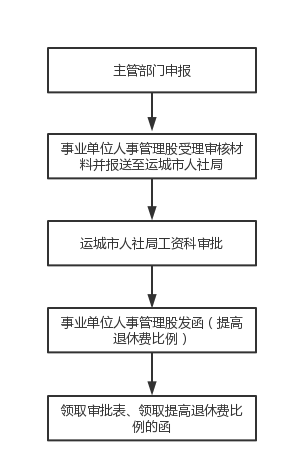 主管部门申报
事业单位人事管理股受理审核材
料并报送至运城市人社局
运城市人社局工资科审批
事业单位人事管理股发函（提高
退休费比例）
领取审批表、领取提高退休费比
例的函